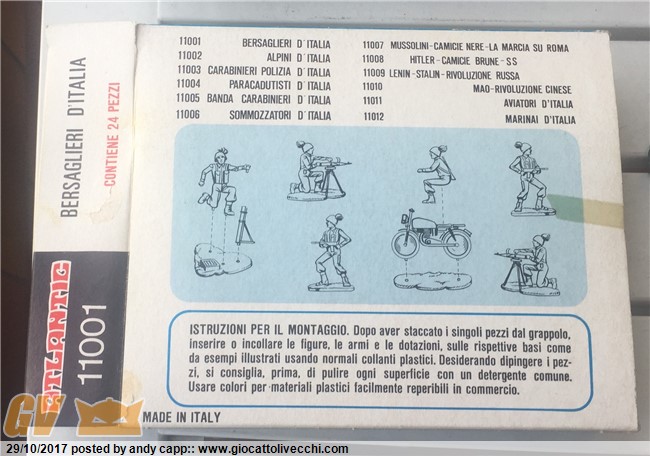 BERSAGLIERI D'ITALIA
CONTIENE 24 PEZZI
ATLANTIC
11001
11001 BERSAGLIERI D'ITALIA
11002 ALPINI D'ITALIA
11003 CARABINIERI POLIZIA D'ITALIA
11004 PARACADUTISTI D'ITALIA
11005 BANDA CARABINIERI D'ITALIA
11006 SOMMOZZATORI D'ITALIA
11007 MUSSOLINI-CAMICIE NERE-LA MARCIA SU ROMA
11008 HITLER-CAMICIE BRUNE-SS
11009 LENIN-STALIN-RIVOLUZIONE RUSSA
11010 MAO-RIVOLUZIONE CINESE
11011 AVIATORI D'ITALIA
11012 MARINAI D'ITALIA
ISTRUZIONI PER IL MONTAGGIO. Dopo aver staccato i singoli pezzi dal grappolo,
inserire o incollare le figure, le armi e le dotazioni, sulle rispettive basi come
da esempi illustrati usando normali collanti plastici. Desiderando dipingere i pez-
zi, si consiglia, prima, di pulire ogni superficie con un detergente comune.
Usare colori per materiali plastici facilmente reperibili in commercio.
MADE IN ITALY
GV
29/10/2017 posted by andy capp:: www.giocattolivecchi.com